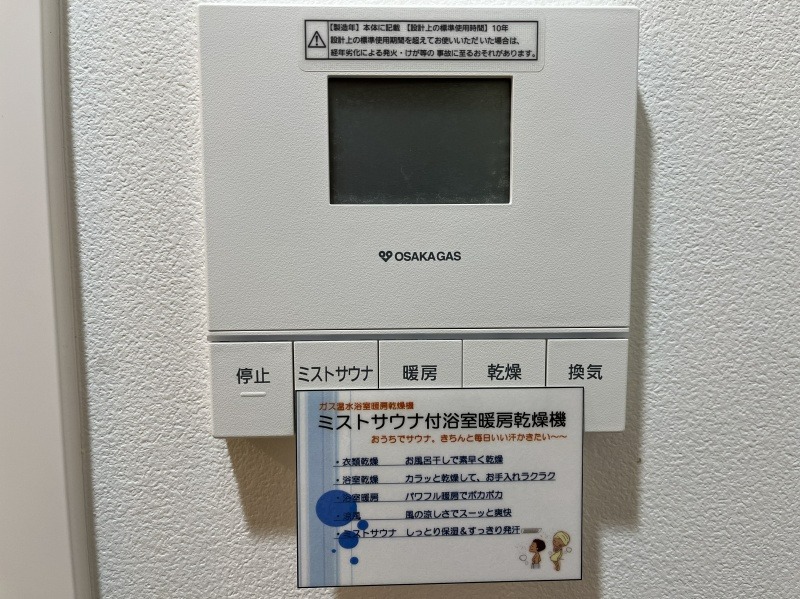 【製造年】本体に記載 【設計上の標準使用時間】10年
設計上の標準使用期間を超えてお使いいただいた場合は、
経年劣化による発火・けが等の 事故に至るおそれがあります。
OSAKA GAS
停止 ミストサウナ 暖房 乾燥 換気
ガス温水浴室暖房乾燥機
ミストサウナ付浴室暖房乾燥機
おうちでサウナ。きちんと毎日いい汗かきたい〜〜
・衣類乾燥 お風呂干しで素早く乾燥
・浴室乾燥 カラッと乾燥して、お手入れラクラク
・浴室暖房 パワフル暖房でポカポカ
・涼風 風の涼しさでスーッと爽快
・ミストサウナ しっとり保湿&すっきり発汗